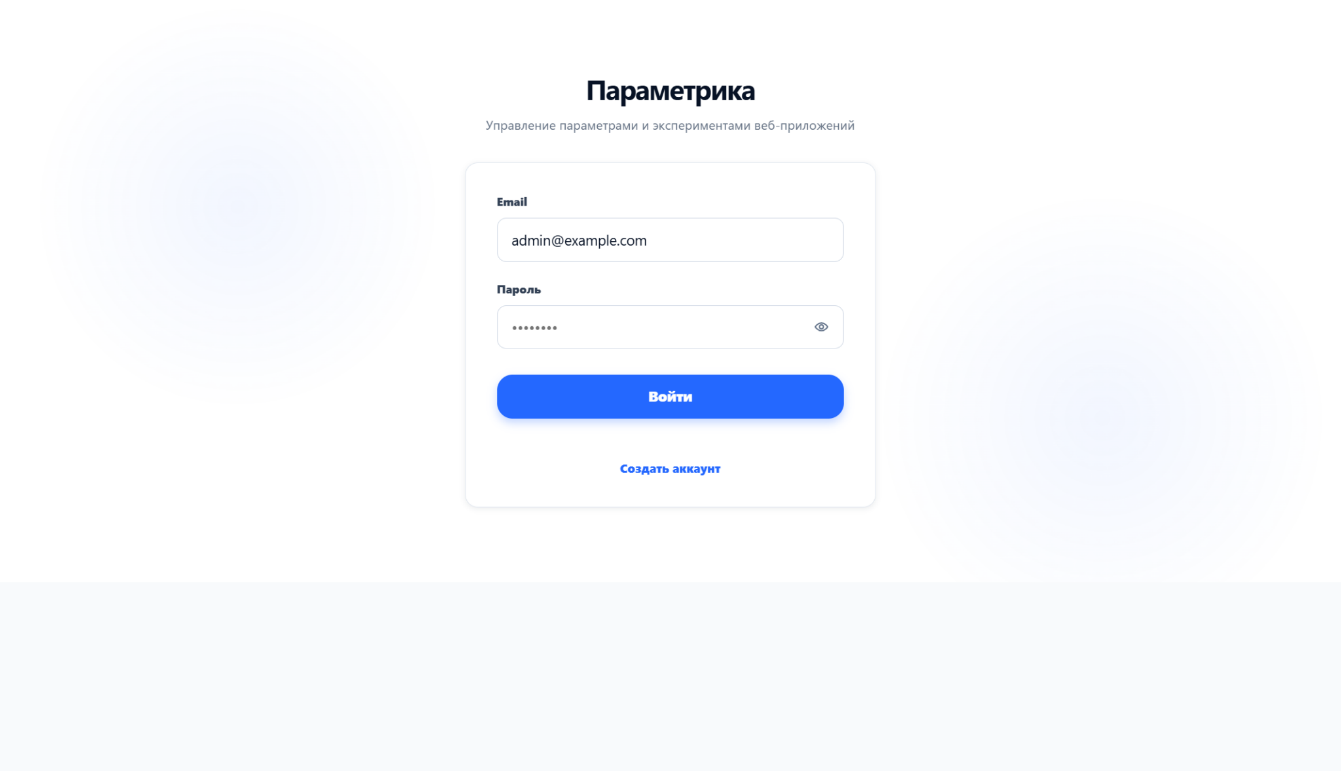 Параметрика
Управление параметрами и экспериментами веб-приложений
Email
admin@example.com
Пароль
••••••••
Войти
Создать аккаунт